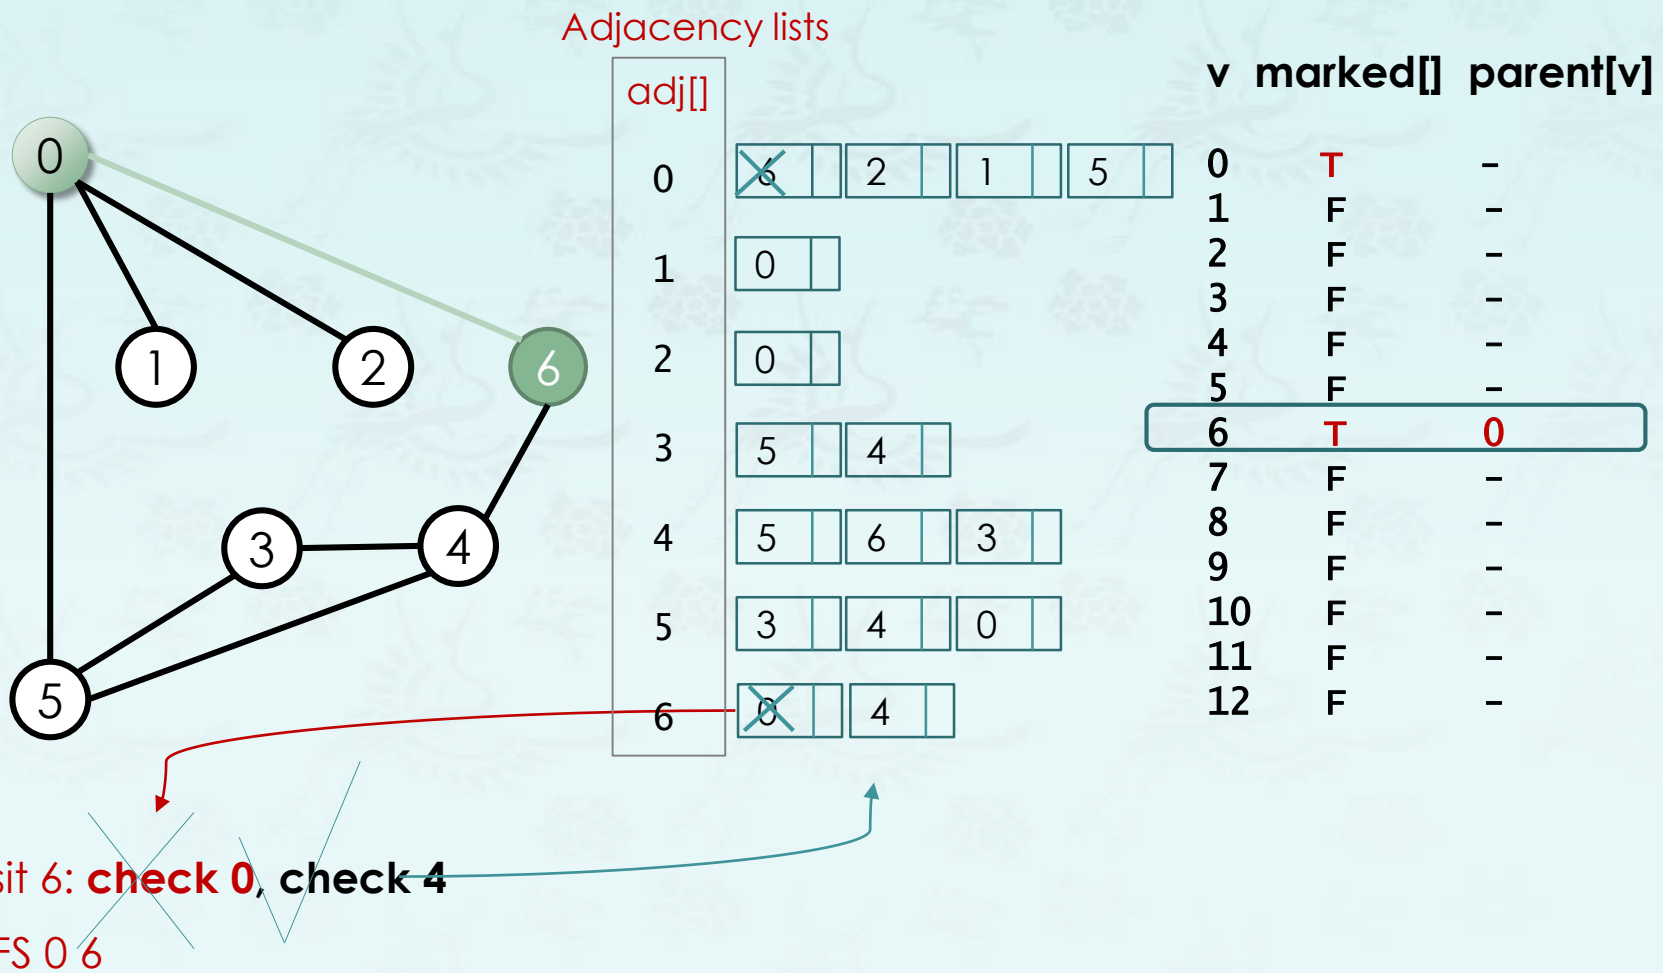 Adjacency lists
adj[]
v marked[] parent[v]
0
1
2
6
3
4
5
0 6 2 1 5
1 0
2 0
3 5 4
4 5 6 3
5 3 4 0
6 0 4
0 T –
1 F –
2 F –
3 F –
4 F –
5 F –
6 T 0
7 F –
8 F –
9 F –
10 F –
11 F –
12 F –
sit 6: check 0, check 4
FS 0 6